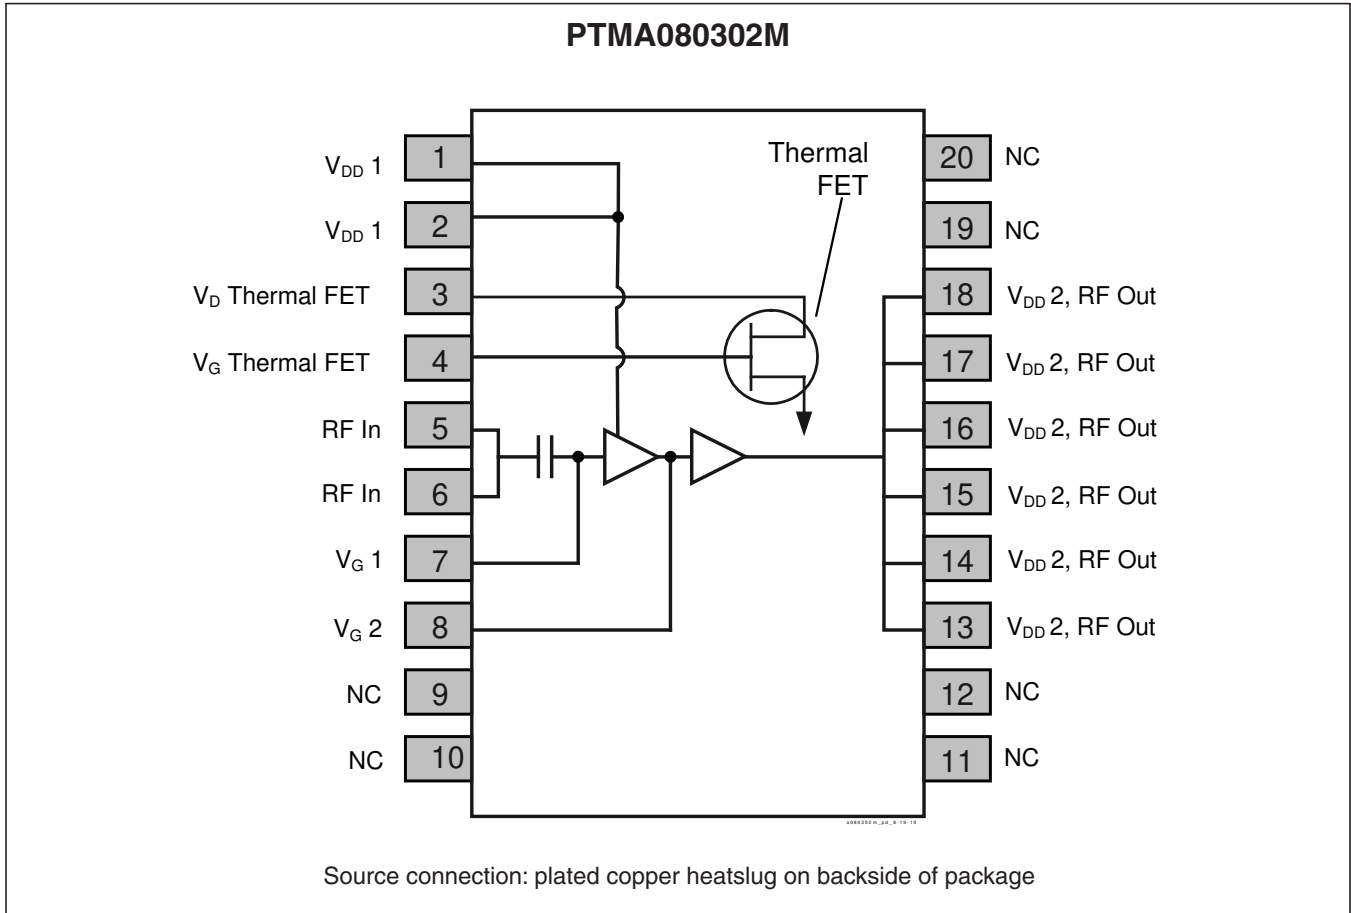 PTMA080302M
Thermal
FET
V_DD 1
1
V_DD 1
2
V_D Thermal FET
3
V_G Thermal FET
4
RF In
5
RF In
6
V_G 1
7
V_G 2
8
NC
9
NC
10
20
NC
19
NC
18
V_DD 2, RF Out
17
V_DD 2, RF Out
16
V_DD 2, RF Out
15
V_DD 2, RF Out
14
V_DD 2, RF Out
13
V_DD 2, RF Out
12
NC
11
NC
a080302m_pd_8-19-10
Source connection: plated copper heatslug on backside of package